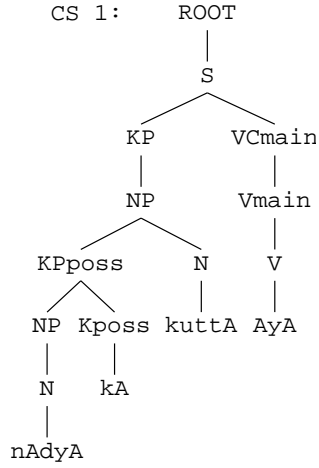 CS 1: ROOT
S
KP VCmain
NP Vmain
KPposs N V
NP Kposs kuttA AyA
N kA
nAdyA